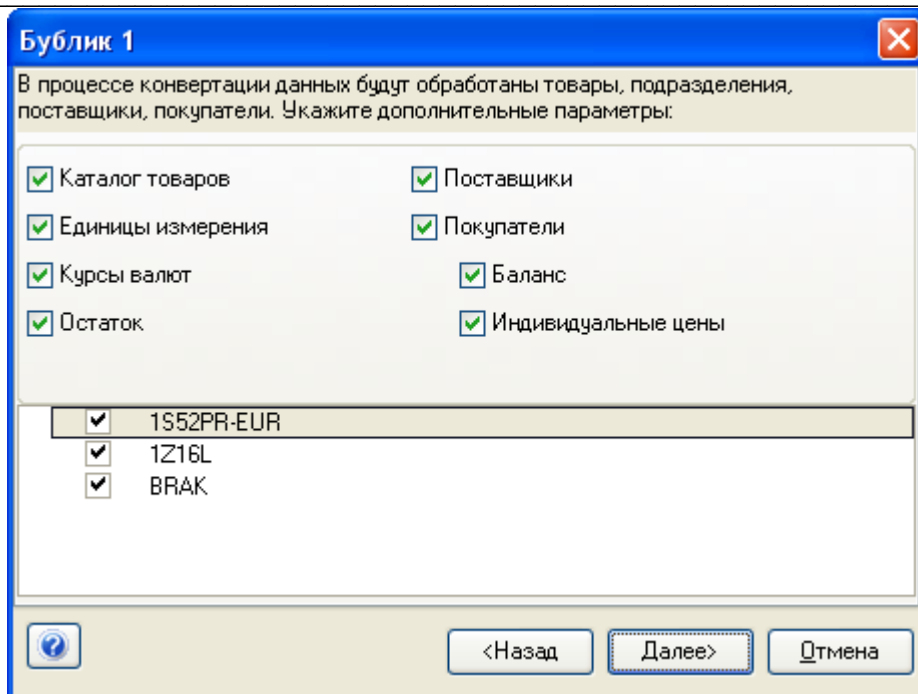 Бублик 1
В процессе конвертации данных будут обработаны товары, подразделения,
поставщики, покупатели. Укажите дополнительные параметры:
Каталог товаров
Поставщики
Единицы измерения
Покупатели
Курсы валют
Баланс
Остаток
Индивидуальные цены
1S52PR-EUR
1Z16L
BRAK
?
<Назад
Далее>
Отмена